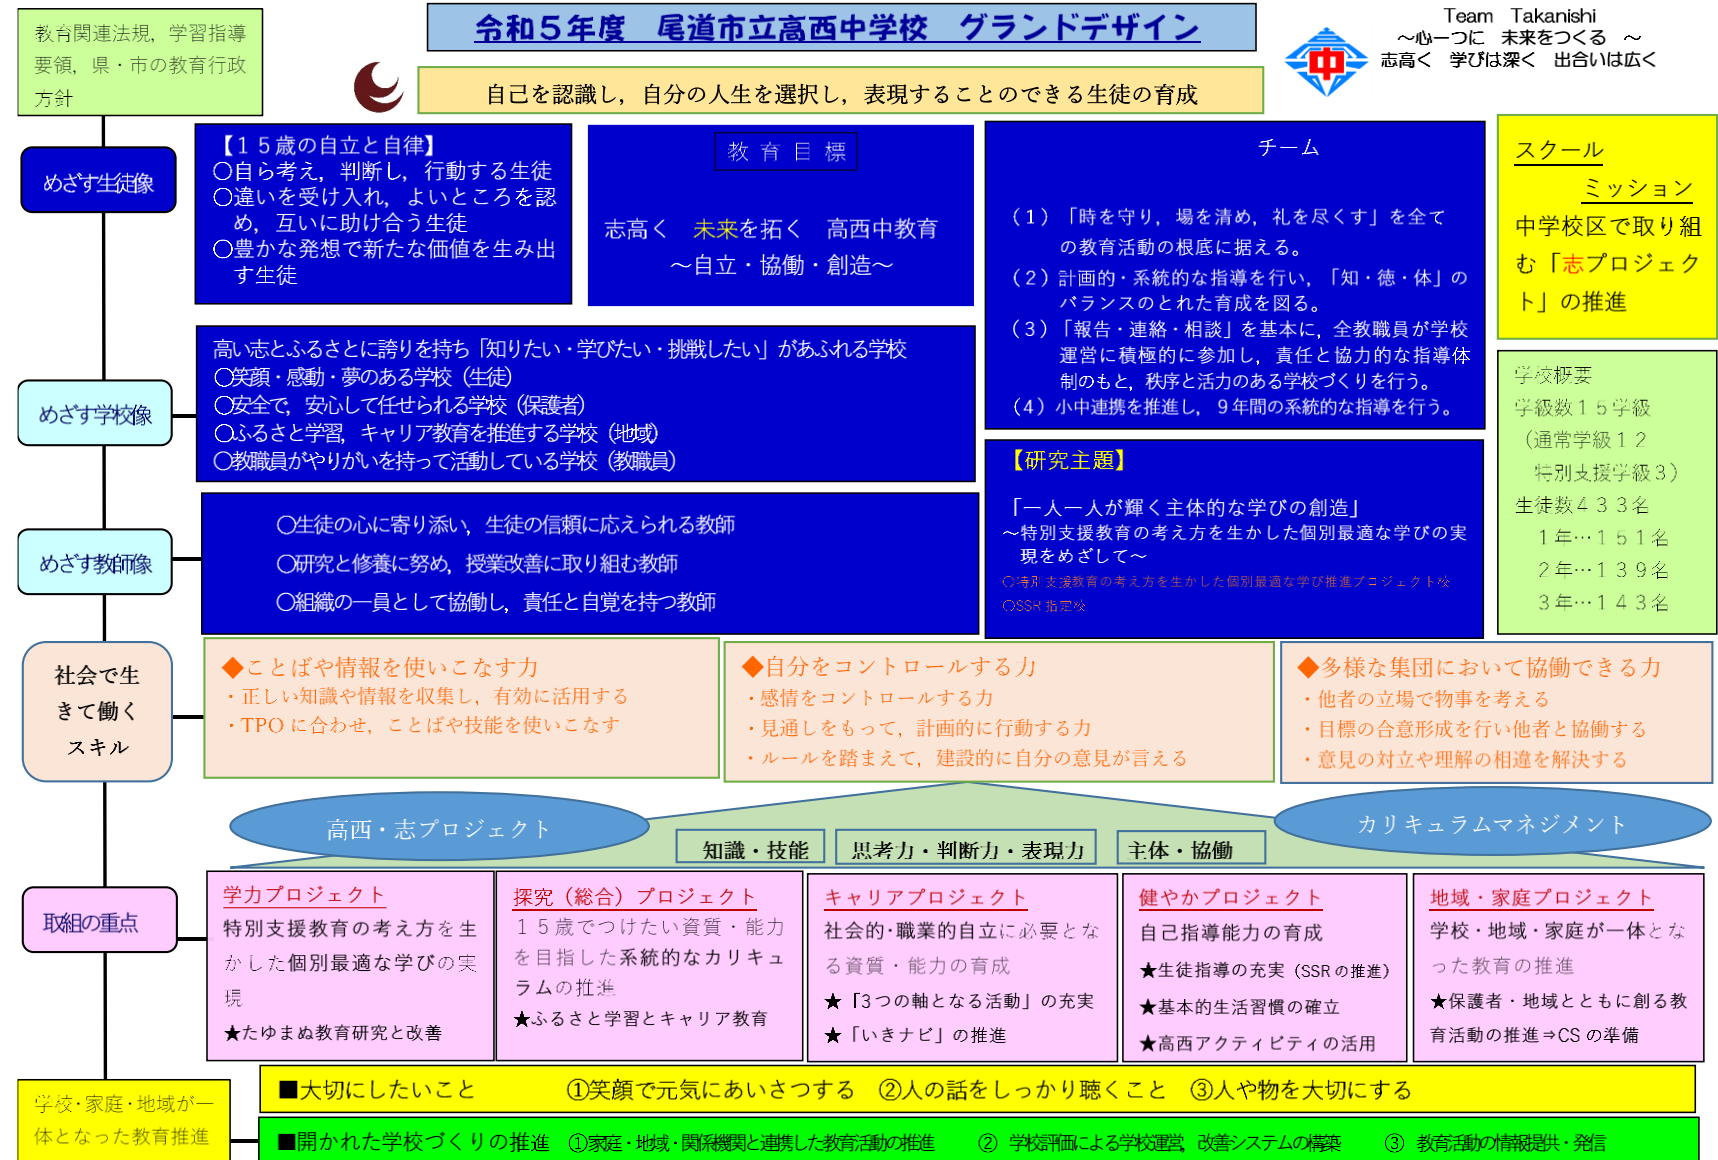 教育関連法規，学習指導
要領，県・市の教育行政
方針
令和５年度　尾道市立高西中学校　グランドデザイン
自己を認識し，自分の人生を選択し，表現することのできる生徒の育成
中
Team　Takanishi
～心一つに　未来をつくる　～
志高く　学びは深く　出合いは広く
めざす生徒像
【１５歳の自立と自律】
○自ら考え，判断し，行動する生徒
○違いを受け入れ，よいところを認
め，互いに助け合う生徒
○豊かな発想で新たな価値を生み出
す生徒
教 育 目 標
志高く　未来を拓く　高西中教育
～自立・協働・創造～
チーム
（１）「時を守り，場を清め，礼を尽くす」を全て
の教育活動の根底に据える。
（２）計画的・系統的な指導を行い，「知・徳・体」の
バランスのとれた育成を図る。
（３）「報告・連絡・相談」を基本に，全教職員が学校
運営に積極的に参加し，責任と協力的な指導体
制のもと，秩序と活力のある学校づくりを行う。
（４）小中連携を推進し，９年間の系統的な指導を行う。
スクール
ミッション
中学校区で取り組
む「志プロジェク
ト」の推進
めざす学校像
高い志とふるさとに誇りを持ち「知りたい・学びたい・挑戦したい」があふれる学校
○笑顔・感動・夢のある学校（生徒）
○安全で，安心して任せられる学校（保護者）
○ふるさと学習，キャリア教育を推進する学校（地域）
○教職員がやりがいを持って活動している学校（教職員）
【研究主題】
「一人一人が輝く主体的な学びの創造」
～特別支援教育の考え方を生かした個別最適な学びの実
現をめざして～
○特別支援教育の考え方を生かした個別最適な学び推進プロジェクト校
○SSR 指定校
学校概要
学級数１５学級
（通常学級１２
特別支援学級３）
生徒数４３３名
１年…１５１名
２年…１３９名
３年…１４３名
めざす教師像
○生徒の心に寄り添い，生徒の信頼に応えられる教師
○研究と修養に努め，授業改善に取り組む教師
○組織の一員として協働し，責任と自覚を持つ教師
社会で生
きて働く
スキル
◆ことばや情報を使いこなす力
・正しい知識や情報を収集し，有効に活用する
・TPO に合わせ，ことばや技能を使いこなす
◆自分をコントロールする力
・感情をコントロールする力
・見通しをもって，計画的に行動する力
・ルールを踏まえて，建設的に自分の意見が言える
◆多様な集団において協働できる力
・他者の立場で物事を考える
・目標の合意形成を行い他者と協働する
・意見の対立や理解の相違を解決する
高西・志プロジェクト
知識・技能
思考力・判断力・表現力
主体・協働
カリキュラムマネジメント
取組の重点
学力プロジェクト
特別支援教育の考え方を生
かした個別最適な学びの実
現
★たゆまぬ教育研究と改善
探究（総合）プロジェクト
１５歳でつけたい資質・能力
を目指した系統的なカリキュ
ラムの推進
★ふるさと学習とキャリア教育
キャリアプロジェクト
社会的・職業的自立に必要とな
る資質・能力の育成
★「3つの軸となる活動」の充実
★「いきナビ」の推進
健やかプロジェクト
自己指導能力の育成
★生徒指導の充実（SSR の推進）
★基本的生活習慣の確立
★高西アクティビティの活用
地域・家庭プロジェクト
学校・地域・家庭が一体とな
った教育の推進
★保護者・地域とともに創る教
育活動の推進⇒CS の準備
学校・家庭・地域が一
体となった教育推進
■大切にしたいこと　①笑顔で元気にあいさつする　②人の話をしっかり聴くこと　③人や物を大切にする
■開かれた学校づくりの推進　①家庭・地域・関係機関と連携した教育活動の推進　②　学校評価による学校運営，改善システムの構築　③　教育活動の情報提供・発信